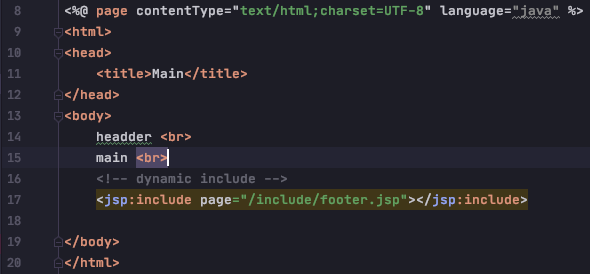 8 <%@ page contentType="text/html;charset=UTF-8" language="java" %>
9 <html>
10 <head>
11 <title>Main</title>
12 </head>
13 <body>
14 headder <br>
15 main <br>
16 <!-- dynamic include -->
17 <jsp:include page="/include/footer.jsp"></jsp:include>
18
19 </body>
20 </html>